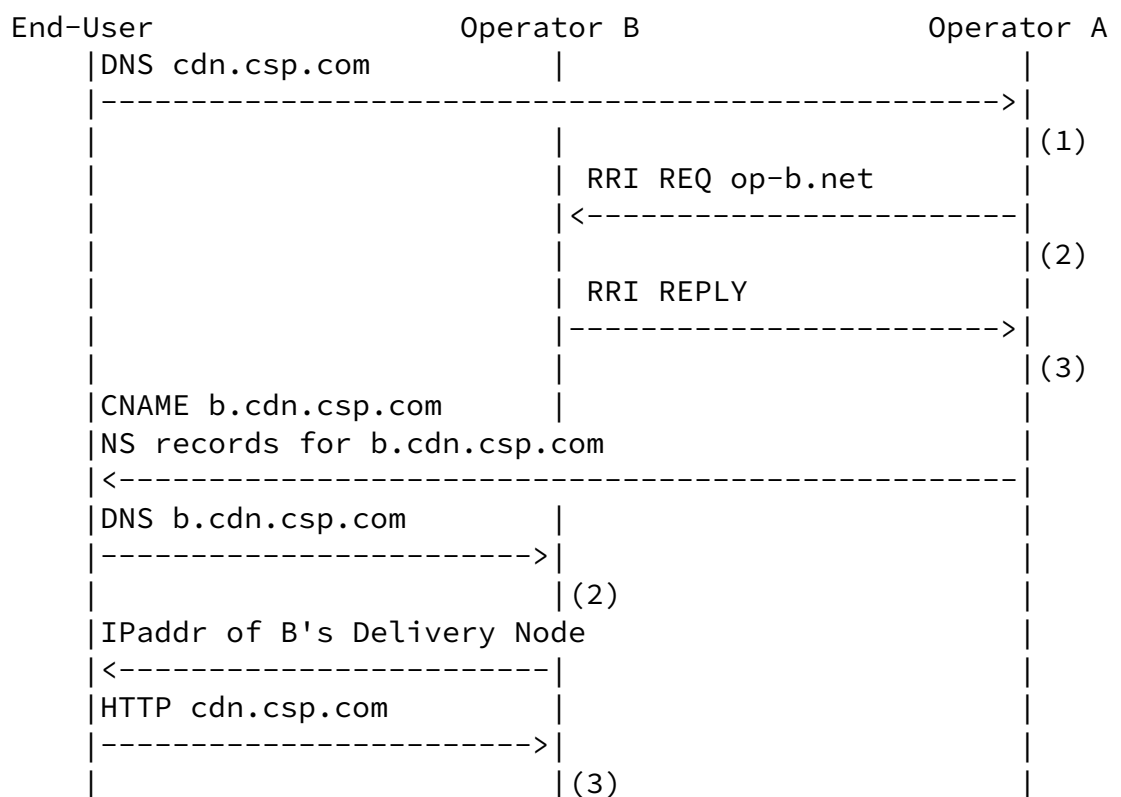 End-User Operator B Operator A
|DNS cdn.csp.com | |
|-------------------------------------------------->|
| | |(1)
| | RRI REQ op-b.net |
| |<------------------------|
| | |(2)
| | RRI REPLY |
| |------------------------>|
| | |(3)
|CNAME b.cdn.csp.com | |
|NS records for b.cdn.csp.com |
|<--------------------------------------------------|
|DNS b.cdn.csp.com | |
|------------------------>| |
| |(2) |
|IPaddr of B's Delivery Node |
|<------------------------| |
|HTTP cdn.csp.com | |
|------------------------>| |
| |(3) |